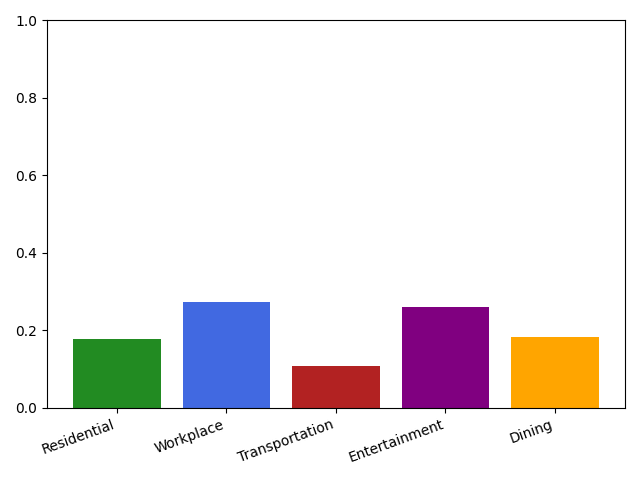 1.0
0.8
0.6
0.4
0.2
0.0
Residential
Workplace
Transportation
Entertainment
Dining